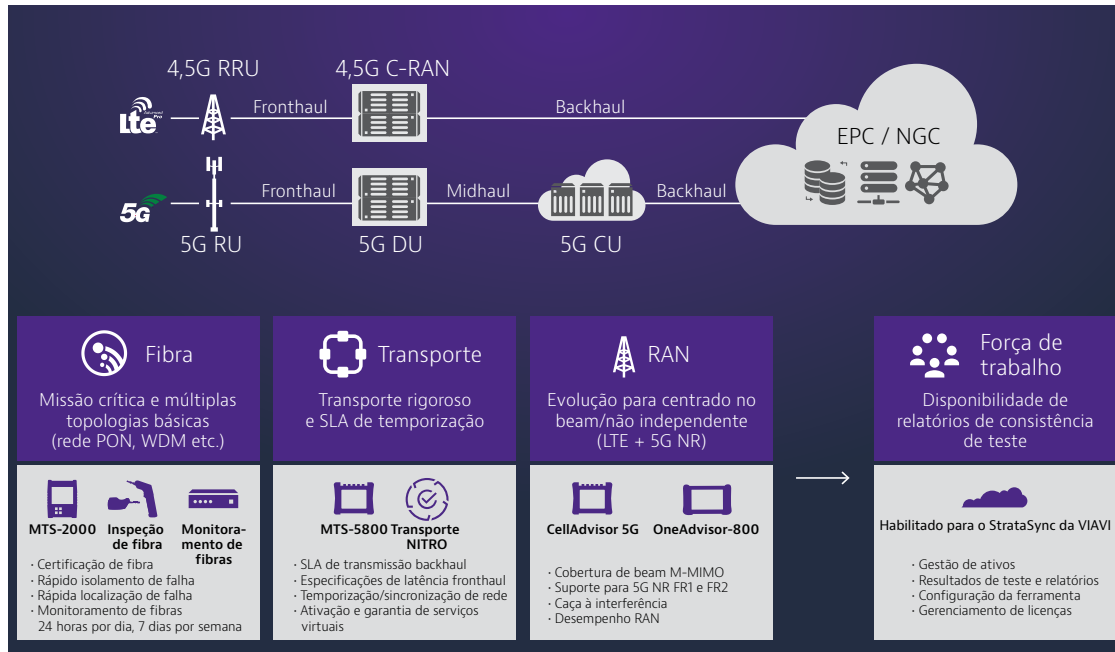 4,5G RRU
4,5G C-RAN
Lte
Advanced
Pro
Fronthaul
Backhaul
EPC / NGC
5G
Fronthaul
Midhaul
Backhaul
5G RU
5G DU
5G CU
Fibra
Missão crítica e múltiplas
topologias básicas
(rede PON, WDM etc.)
MTS-2000
Inspeção
de fibra
Monitora-
mento de
fibras
· Certificação de fibra
· Rápido isolamento de falha
· Rápida localização de falha
· Monitoramento de fibras
24 horas por dia, 7 dias por semana
Transporte
Transporte rigoroso
e SLA de temporização
MTS-5800
Transporte
NITRO
· SLA de transmissão backhaul
· Especificações de latência fronthaul
· Temporização/sincronização de rede
· Ativação e garantia de serviços
virtuais
RAN
Evolução para centrado no
beam/não independente
(LTE + 5G NR)
CellAdvisor 5G
OneAdvisor-800
· Cobertura de beam M-MIMO
· Suporte para 5G NR FR1 e FR2
· Caça à interferência
· Desempenho RAN
Força de
trabalho
Disponibilidade de
relatórios de consistência
de teste
Habilitado para o StrataSync da VIAVI
· Gestão de ativos
· Resultados de teste e relatórios
· Configuração da ferramenta
· Gerenciamento de licenças